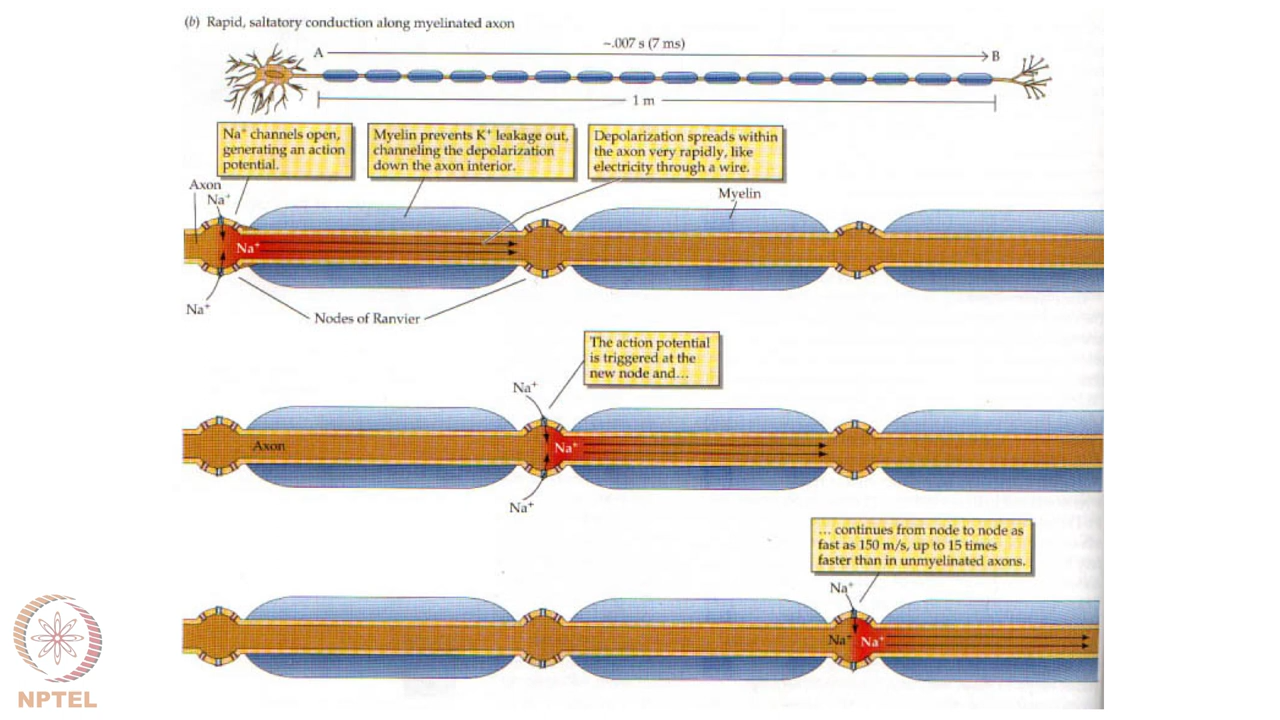 (b) Rapid, saltatory conduction along myelinated axon
~.007 s (7 ms)
A
B
1 m
Na⁺ channels open,
generating an action
potential.
Myelin prevents K⁺ leakage out,
channeling the depolarization
down the axon interior.
Depolarization spreads within
the axon very rapidly, like
electricity through a wire.
Axon
Na⁺
Myelin
Na⁺
Na⁺
Nodes of Ranvier
The action potential
is triggered at the
new node and...
Na⁺
Axon
Na⁺
Na⁺
... continues from node to node as
fast as 150 m/s, up to 15 times
faster than in unmyelinated axons.
Na⁺
Na⁺
Na⁺
NPTEL